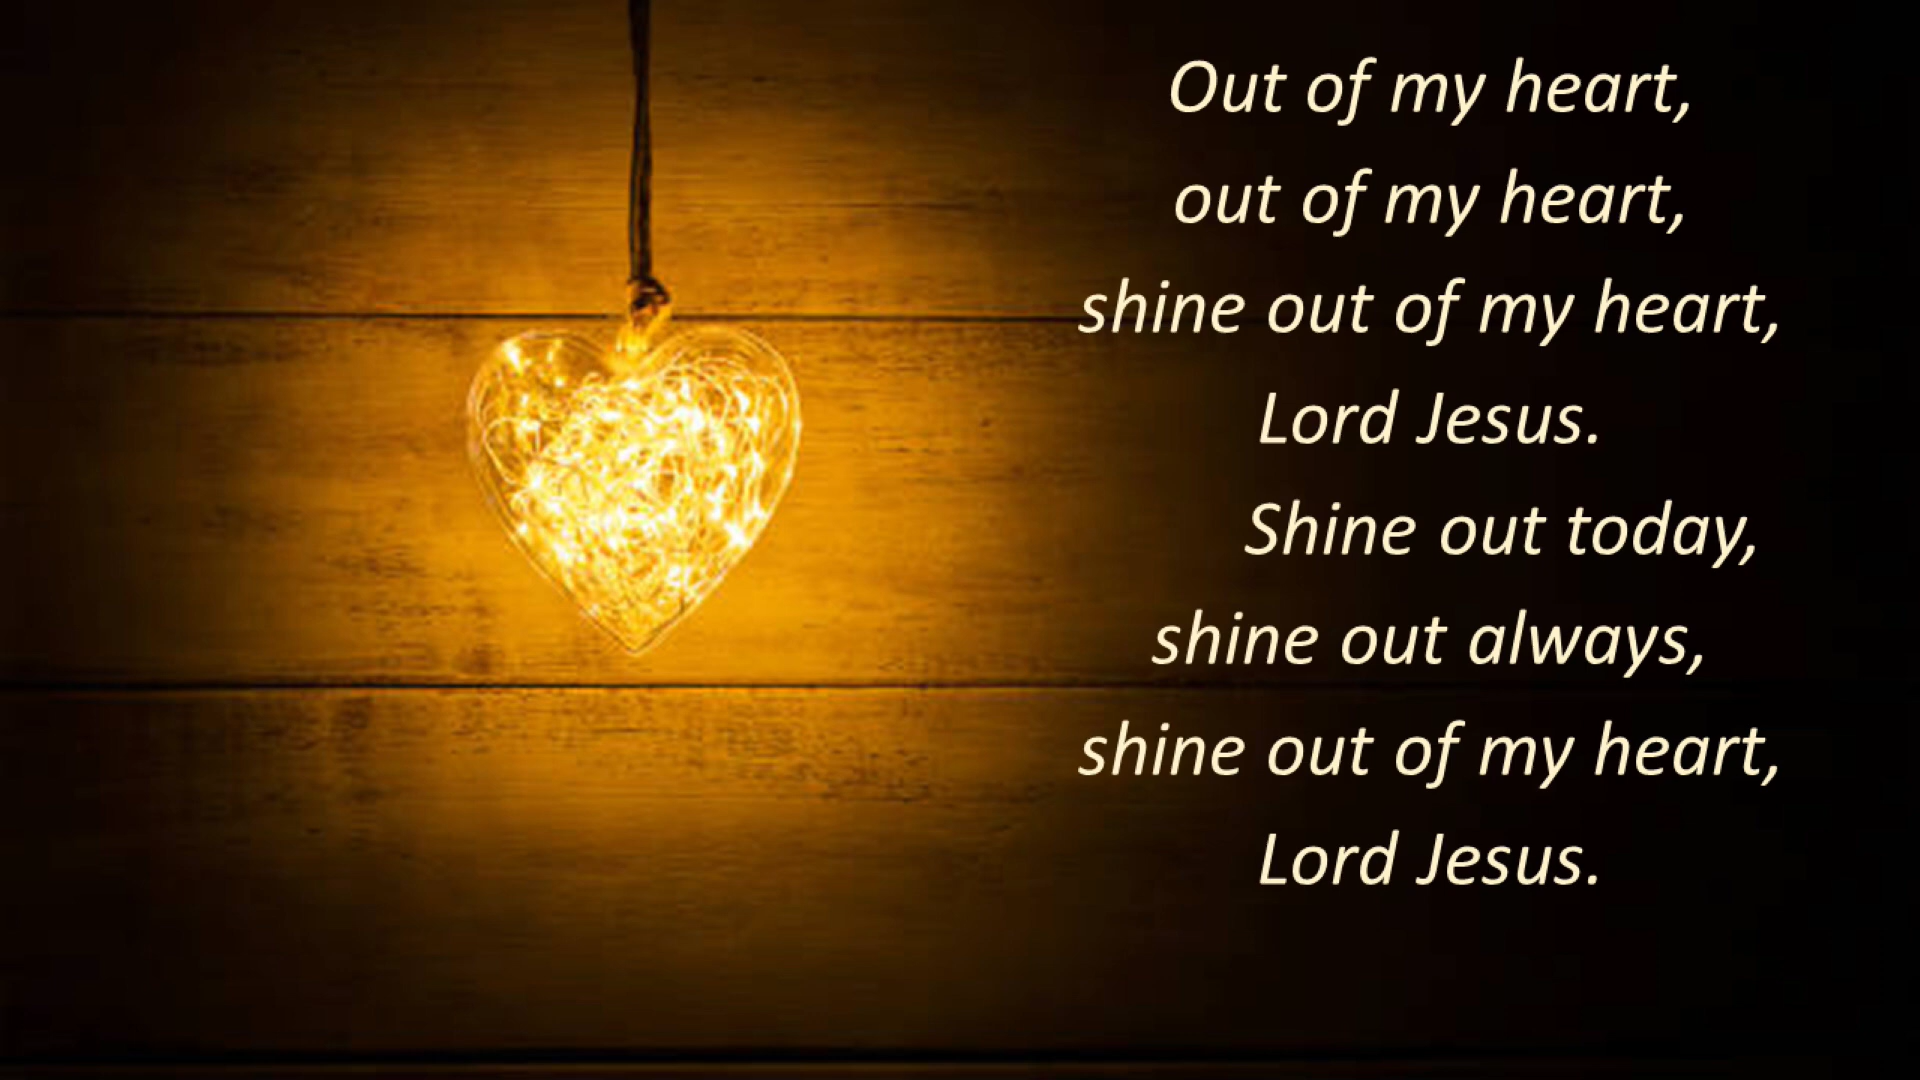 Out of my heart,
out of my heart,
shine out of my heart,
Lord Jesus.
Shine out today,
shine out always,
shine out of my heart,
Lord Jesus.